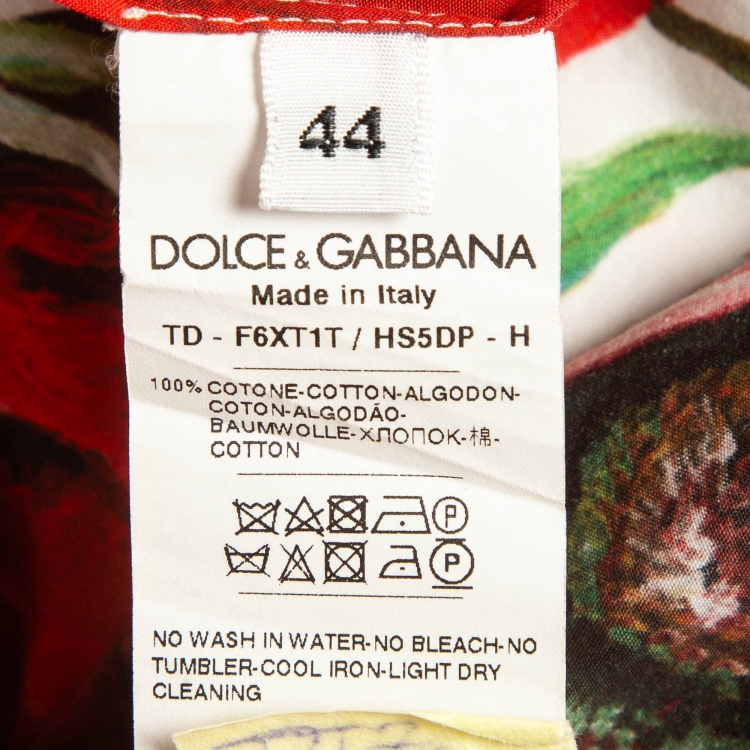 44
DOLCE & GABBANA
Made in Italy
TD - F6XT1T / HS5DP - H
100% COTONE-COTTON-ALGODON-
COTON-ALGODÃO-
BAUMWOLLE-ХЛОПОК-棉-
COTTON
P
P
NO WASH IN WATER-NO BLEACH-NO
TUMBLER-COOL IRON-LIGHT DRY
CLEANING